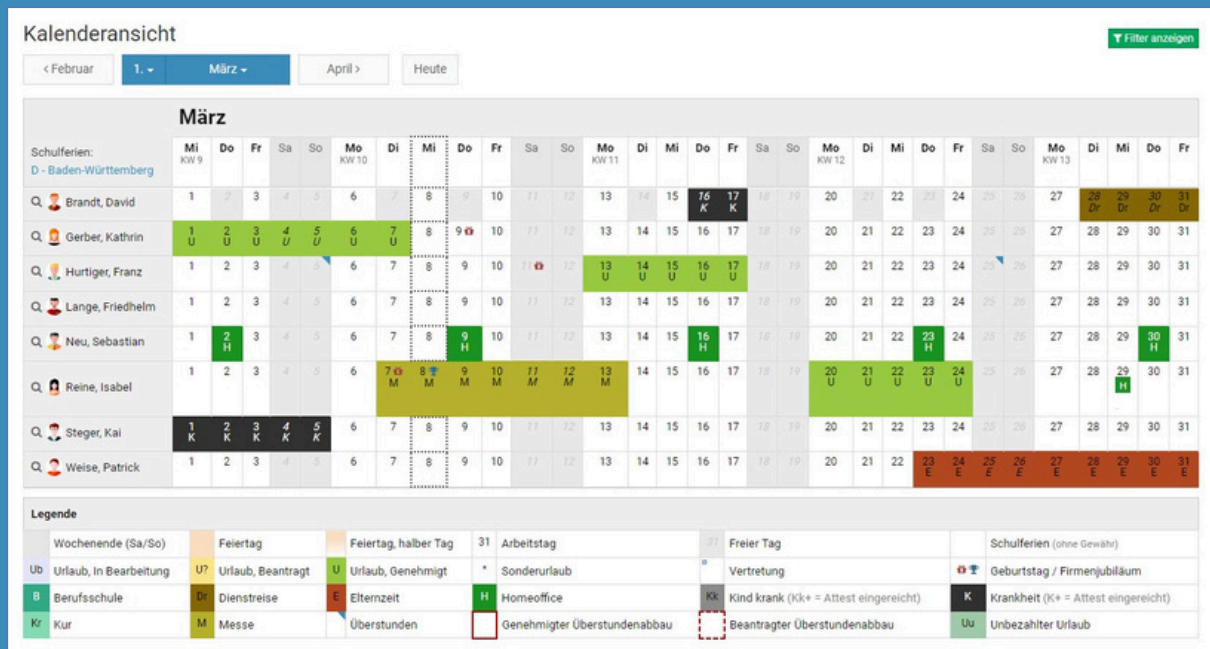 Kalenderansicht
Filter anzeigen
< Februar 1. März April > Heute
März
Schulferien:
D - Baden-Württemberg
Mi Do Fr Sa So Mo Di Mi Do Fr Sa So Mo Di Mi Do Fr Sa So Mo Di Mi Do Fr Sa So Mo Di Mi Do Fr
KW 9 KW 10 KW 11 KW 12 KW 13
Brandt, David 1 2 3 4 5 6 7 8 9 10 11 12 13 14 15 16 17 18 19 20 21 22 23 24 25 26 27 28 29 30 31
K K Dr Dr Dr Dr
Gerber, Kathrin 1 2 3 4 5 6 7 8 9 10 11 12 13 14 15 16 17 18 19 20 21 22 23 24 25 26 27 28 29 30 31
U U U U U U U
Hurtiger, Franz 1 2 3 4 5 6 7 8 9 10 11 12 13 14 15 16 17 18 19 20 21 22 23 24 25 26 27 28 29 30 31
U U U U U
Lange, Friedhelm 1 2 3 4 5 6 7 8 9 10 11 12 13 14 15 16 17 18 19 20 21 22 23 24 25 26 27 28 29 30 31
Neu, Sebastian 1 2 3 4 5 6 7 8 9 10 11 12 13 14 15 16 17 18 19 20 21 22 23 24 25 26 27 28 29 30 31
H H H H H
Reine, Isabel 1 2 3 4 5 6 7 8 9 10 11 12 13 14 15 16 17 18 19 20 21 22 23 24 25 26 27 28 29 30 31
M M M M M M M U U U U U H
Steger, Kai 1 2 3 4 5 6 7 8 9 10 11 12 13 14 15 16 17 18 19 20 21 22 23 24 25 26 27 28 29 30 31
K K K K K
Weise, Patrick 1 2 3 4 5 6 7 8 9 10 11 12 13 14 15 16 17 18 19 20 21 22 23 24 25 26 27 28 29 30 31
E E E E E E E E E
Legende
Wochenende (Sa/So) Feiertag Feiertag, halber Tag 31 Arbeitstag 31 Freier Tag Schulferien (ohne Gewähr)
Ub Urlaub, In Bearbeitung U? Urlaub, Beantragt U Urlaub, Genehmigt * Sonderurlaub Vertretung Geburtstag / Firmenjubiläum
B Berufsschule Dr Dienstreise E Elternzeit H Homeoffice Kk Kind krank (Kk+ = Attest eingereicht) K Krankheit (K+ = Attest eingereicht)
Kr Kur M Messe Überstunden Genehmigter Überstundenabbau Beantragter Überstundenabbau Uu Unbezahlter Urlaub